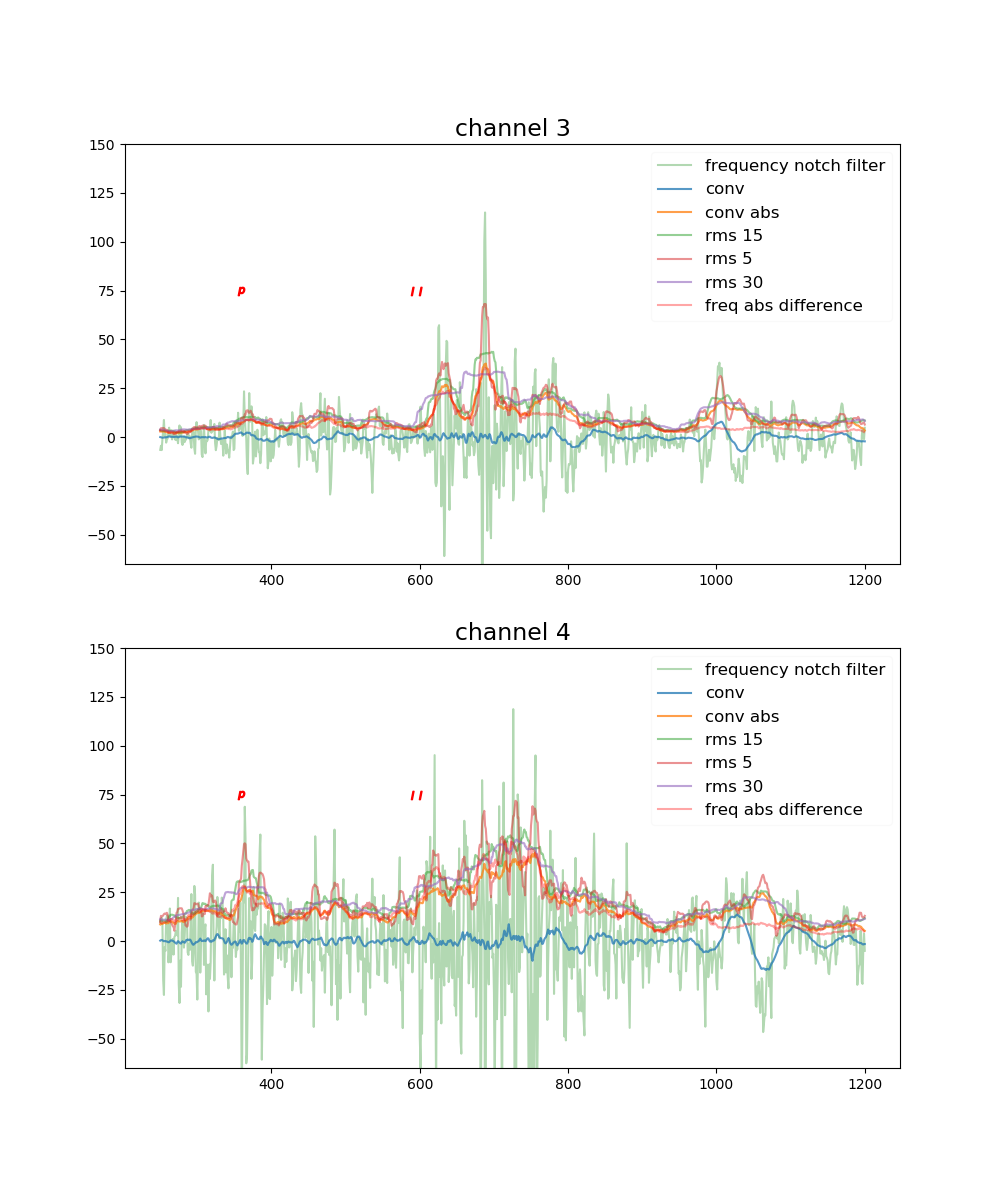 channel 3
150
125
100
75
50
25
0
−25
−50
frequency notch filter
conv
conv abs
rms 15
rms 5
rms 30
freq abs difference
p
I I
400 600 800 1000 1200
channel 4
150
125
100
75
50
25
0
−25
−50
frequency notch filter
conv
conv abs
rms 15
rms 5
rms 30
freq abs difference
p
I I
400 600 800 1000 1200